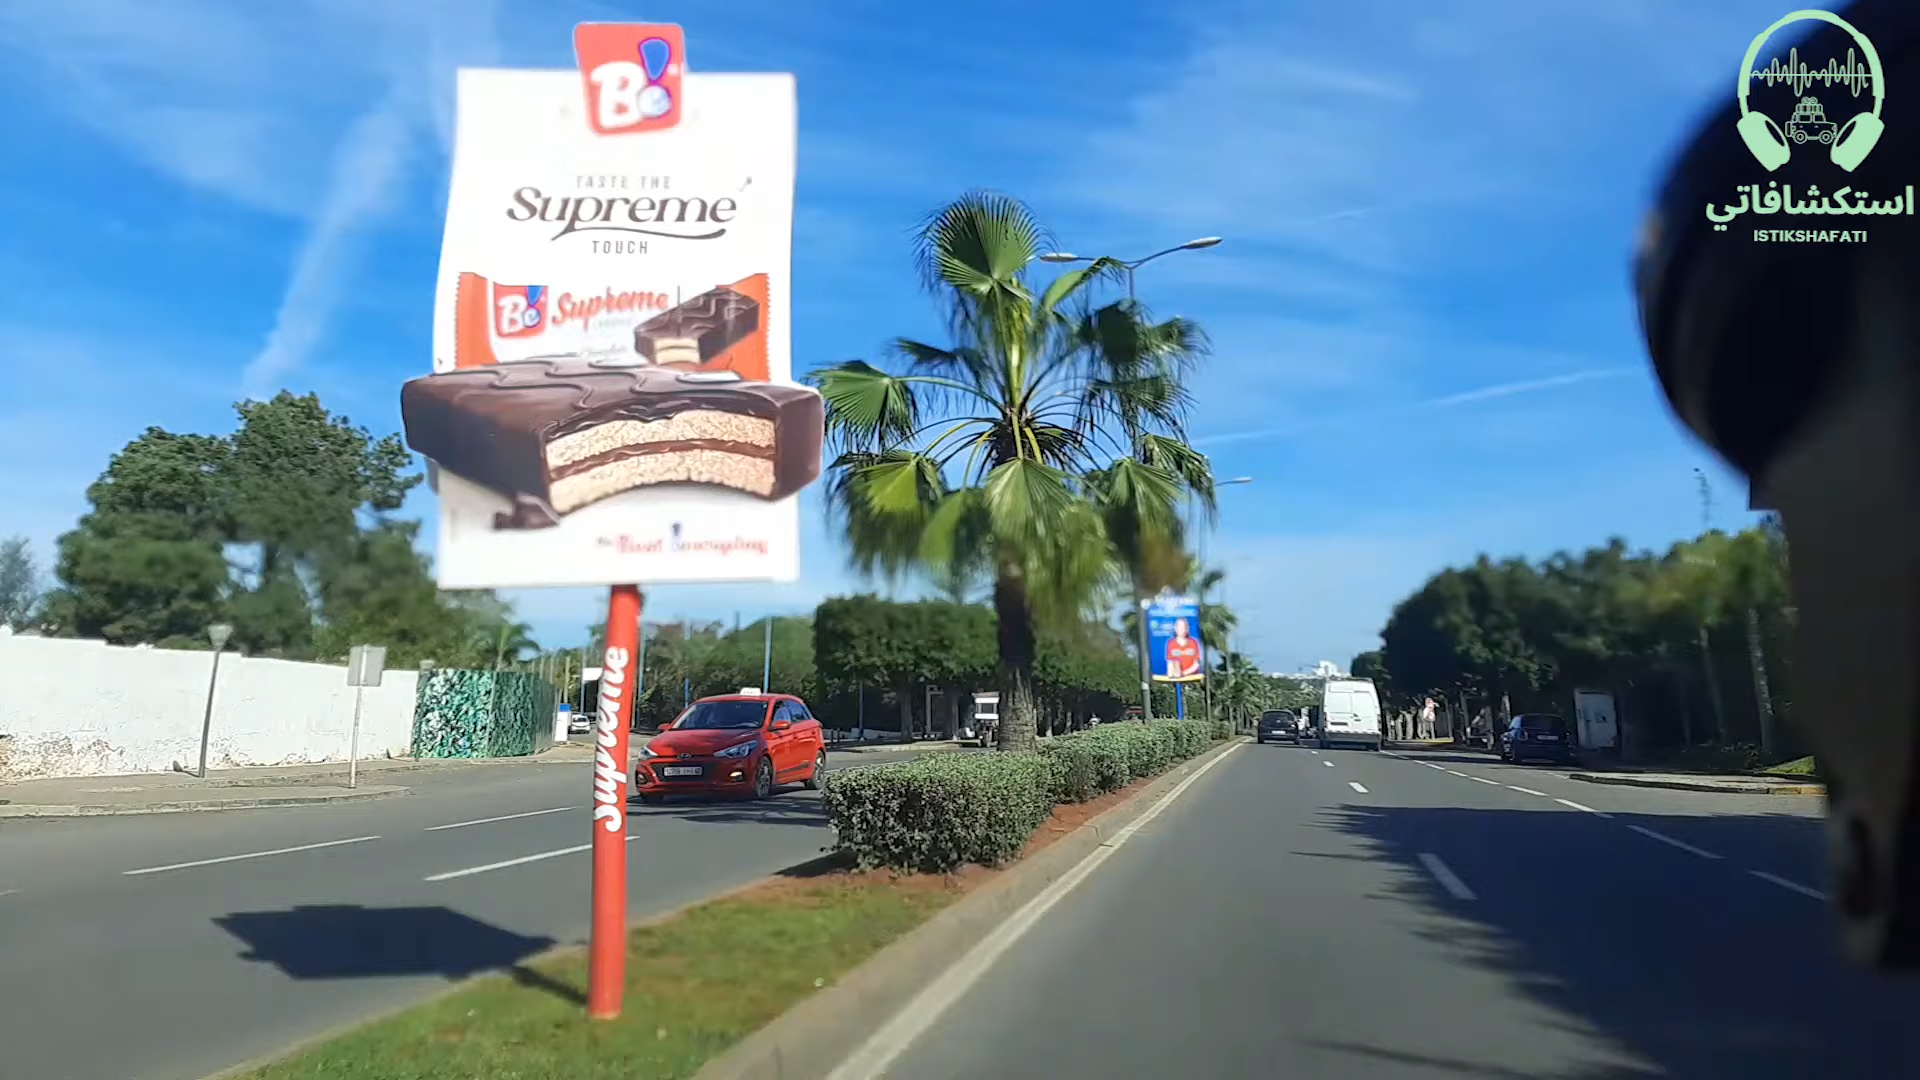 Be!
TASTE THE
Supreme
TOUCH
Be!
Supreme
Supreme
استكشافاتي
ISTIKSHAFATI